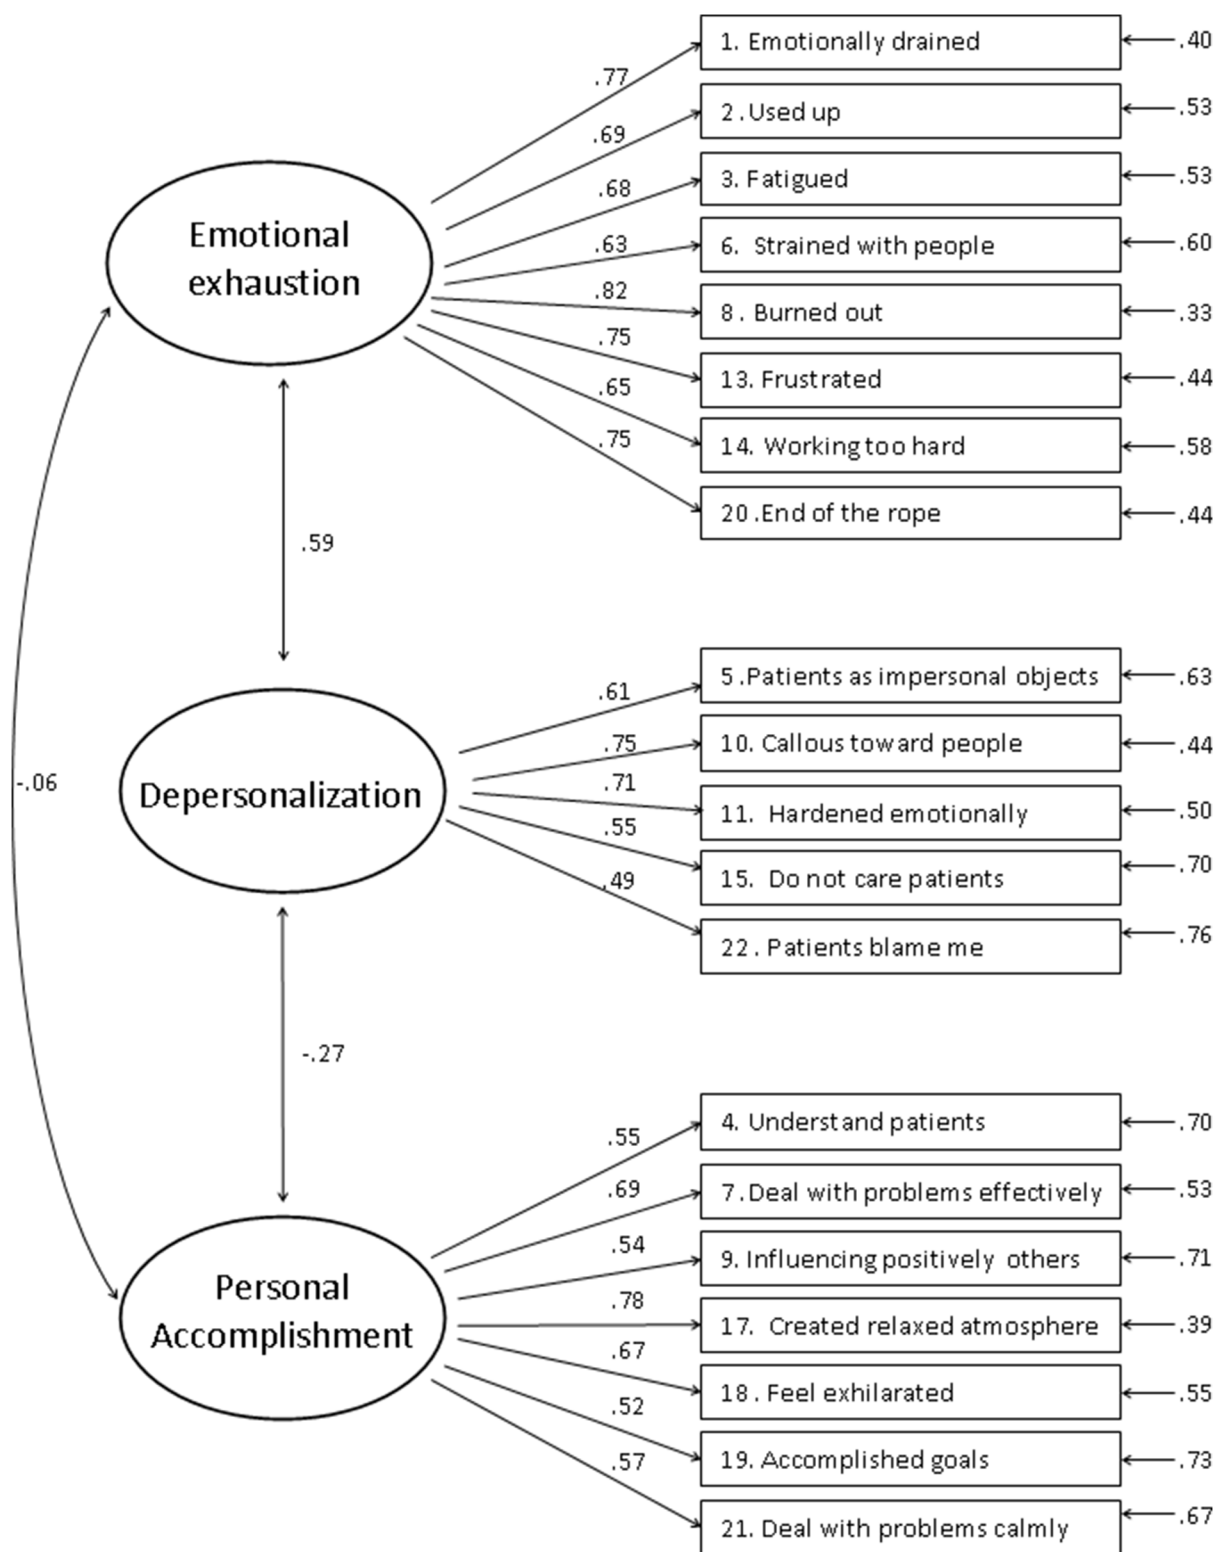 1. Emotionally drained
.40
.77
2 .Used up
.53
.69
3. Fatigued
.53
.68
Emotional
exhaustion
6. Strained with people
.60
.63
8 . Burned out
.33
.82
13. Frustrated
.44
.75
14. Working too hard
.58
.65
20 .End of the rope
.44
.75
.59
5 .Patients as impersonal objects
.63
.61
10. Callous toward people
.44
.75
Depersonalization
11. Hardened emotionally
.50
.71
15. Do not care patients
.70
.55
22 . Patients blame me
.76
.49
-.06
-.27
4. Understand patients
.70
.55
7. Deal with problems effectively
.53
.69
9. Influencing positively others
.71
.54
Personal
Accomplishment
17. Created relaxed atmosphere
.39
.78
18 . Feel exhilarated
.55
.67
19. Accomplished goals
.73
.52
21. Deal with problems calmly
.67
.57